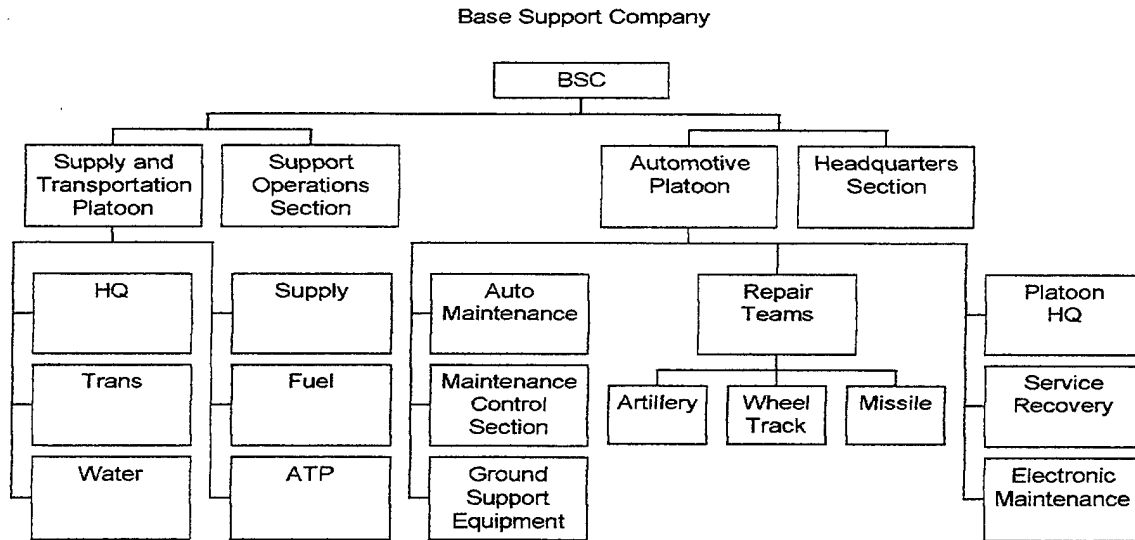 Base Support Company
BSC
Supply and
Transportation
Platoon
Support
Operations
Section
Automotive
Platoon
Headquarters
Section
HQ
Supply
Auto
Maintenance
Repair
Teams
Platoon
HQ
Trans
Fuel
Maintenance
Control
Section
Artillery
Wheel
Track
Missile
Service
Recovery
Water
ATP
Ground
Support
Equipment
Electronic
Maintenance